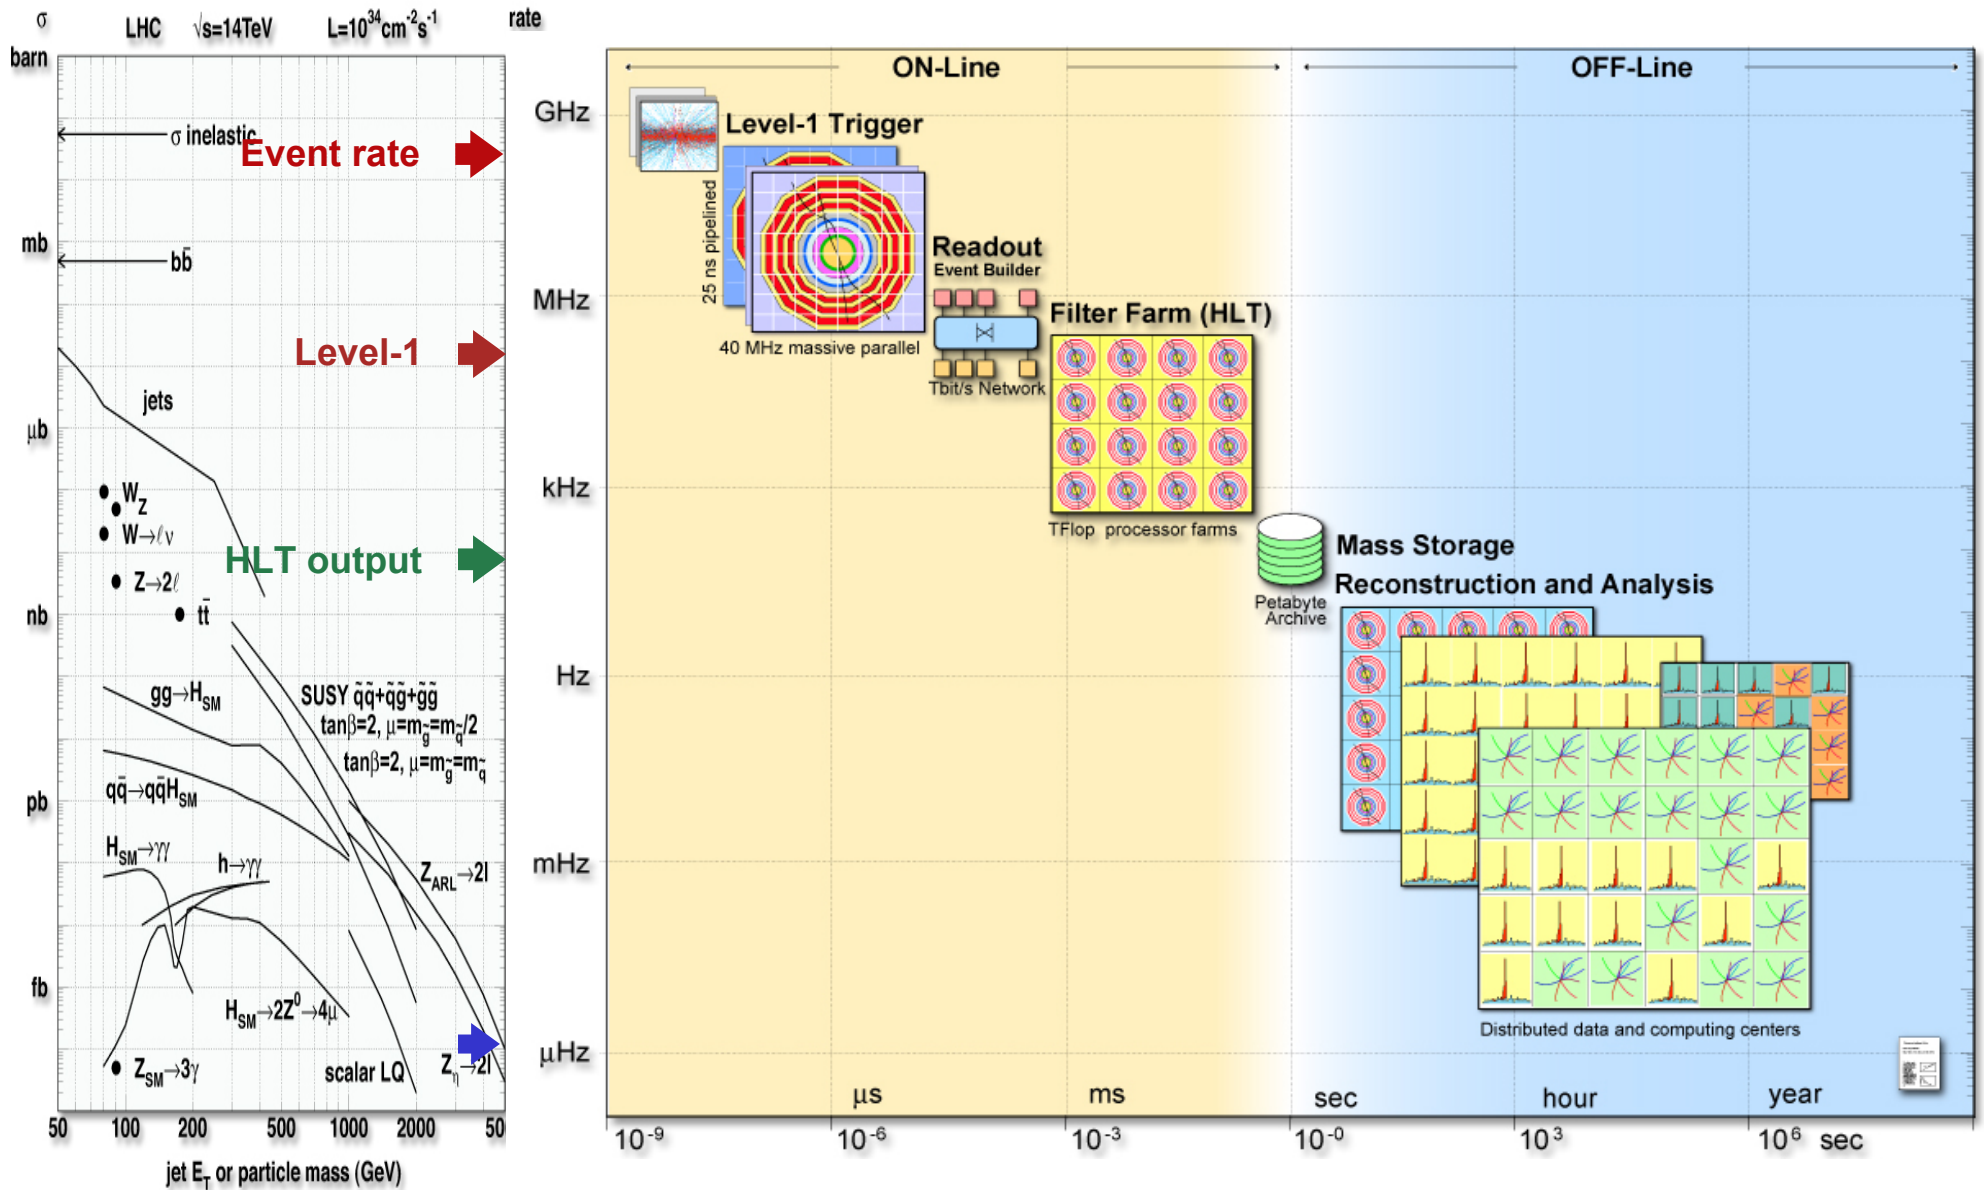 σ LHC √s=14TeV L=10³⁴cm⁻²s⁻¹ rate
barn
σ inelastic
Event rate
mb
bb̄
Level-1
jets
μb
W
Z
W→ℓν
HLT output
Z→2ℓ
nb
tt̄
gg→H_SM
SUSY q̃q̃+q̃g̃+g̃g̃
tanβ=2, μ=m_g̃=m_q̃/2
tanβ=2, μ=m_g̃=m_q̃
qq̄→qq̄H_SM
pb
H_SM→γγ
h→γγ
Z_ARL→2l
fb
H_SM→2Z⁰→4μ
Z_SM→3γ
scalar LQ
Z_η→2l
50 100 200 500 1000 2000 50
jet E_T or particle mass (GeV)
ON-Line
OFF-Line
GHz
MHz
kHz
Hz
mHz
μHz
Level-1 Trigger
25 ns pipelined
40 MHz massive parallel
Readout
Event Builder
Tbit/s Network
Filter Farm (HLT)
TFlop processor farms
Mass Storage
Reconstruction and Analysis
Petabyte
Archive
Distributed data and computing centers
μs ms sec hour year
10⁻⁹ 10⁻⁶ 10⁻³ 10⁻⁰ 10³ 10⁶ sec